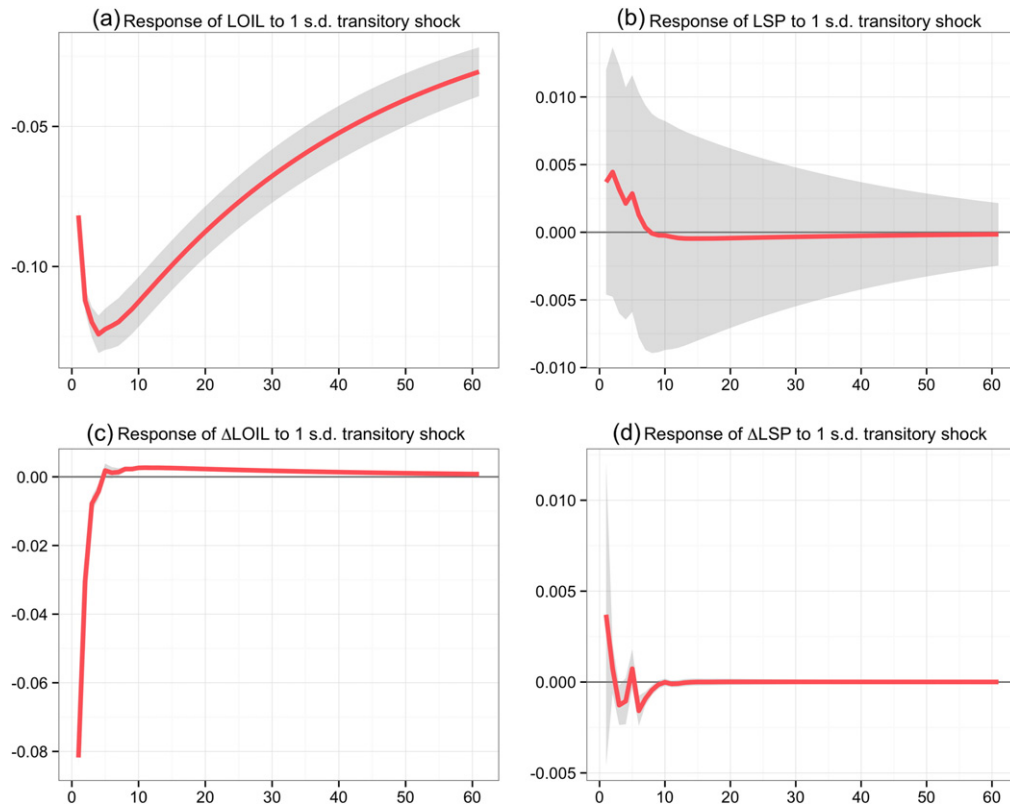 (a) Response of LOIL to 1 s.d. transitory shock
-0.05
-0.10
0 10 20 30 40 50 60
(b) Response of LSP to 1 s.d. transitory shock
0.010
0.005
0.000
-0.005
-0.010
0 10 20 30 40 50 60
(c) Response of ΔLOIL to 1 s.d. transitory shock
0.00
-0.02
-0.04
-0.06
-0.08
0 10 20 30 40 50 60
(d) Response of ΔLSP to 1 s.d. transitory shock
0.010
0.005
0.000
-0.005
0 10 20 30 40 50 60